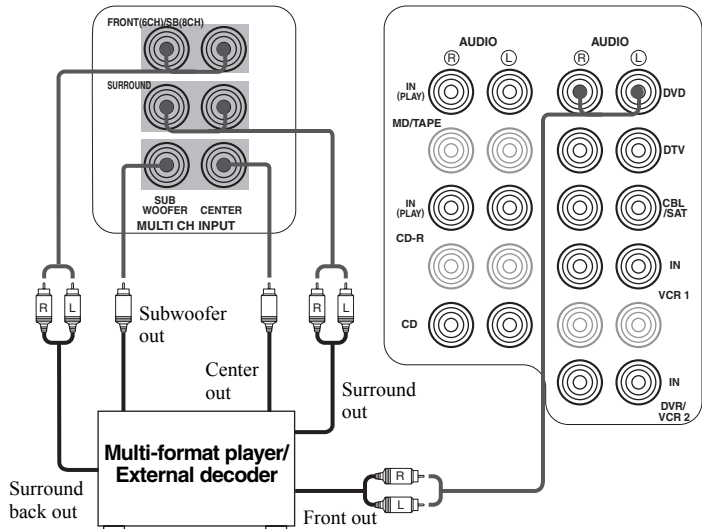 FRONT(6CH)/SB(8CH)
SURROUND
SUB
WOOFER
CENTER
MULTI CH INPUT
AUDIO
R
L
IN
(PLAY)
MD/TAPE
IN
(PLAY)
CD-R
CD
AUDIO
R
L
DVD
DTV
CBL
/SAT
IN
VCR 1
IN
DVR/
VCR 2
R
L
Subwoofer
out
Center
out
R
L
Surround
out
Multi-format player/
External decoder
Surround
back out
R
L
Front out